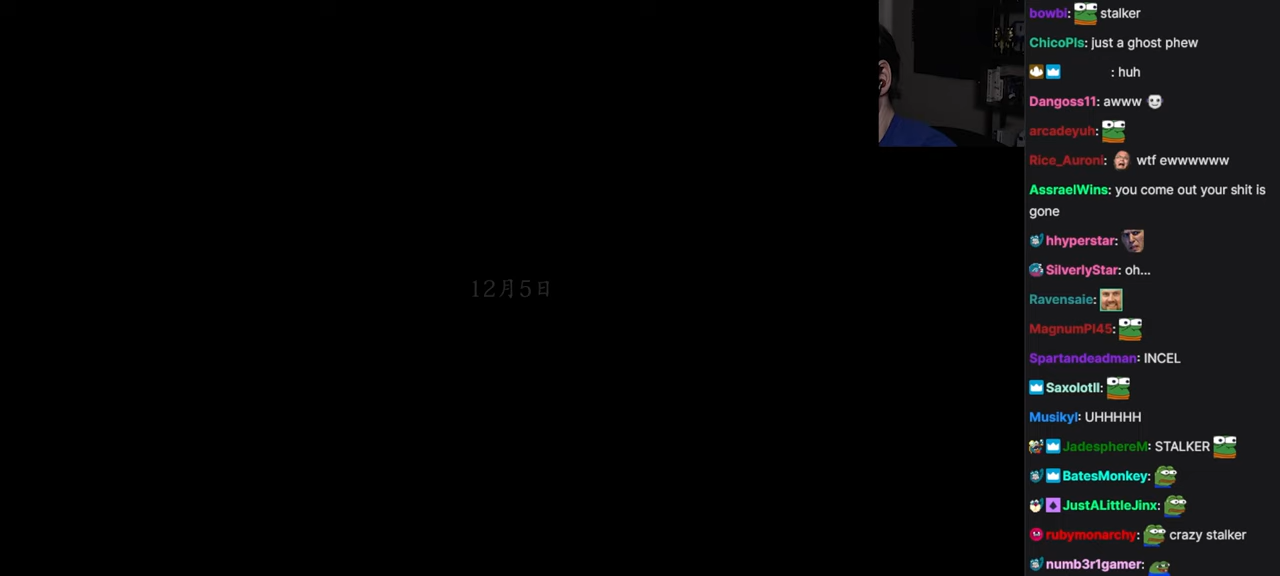 12月5日
bowbi: stalker
ChicoPls: just a ghost phew
: huh
Dangoss11: awww
arcadeyuh:
Rice_Auroni: wtf ewwwwww
AssraelWins: you come out your shit is
gone
hhyperstar:
SilverlyStar: oh...
Ravensaie:
MagnumPI45:
Spartandeadman: INCEL
Saxolotll:
Musikyl: UHHHHH
JadesphereM: STALKER
BatesMonkey:
JustALittleJinx:
rubymonarchy: crazy stalker
numb3r1gamer: